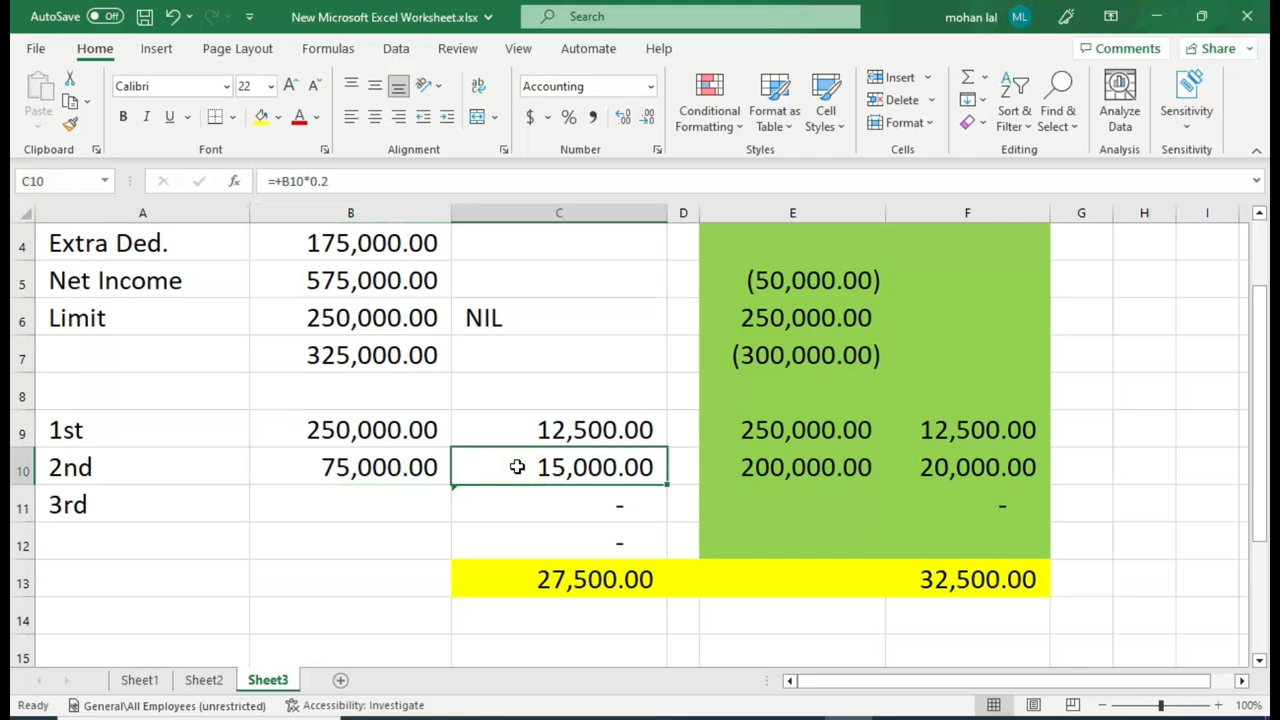 AutoSave Off New Microsoft Excel Worksheet.xlsx Search mohan lal ML
File Home Insert Page Layout Formulas Data Review View Automate Help Comments Share
Paste Calibri 22 A A ab Accounting Conditional Formatting Format as Table Cell Styles Insert Delete Format Sort & Filter Find & Select Analyze Data Sensitivity
B I U A $ % 9
Clipboard Font Alignment Number Styles Cells Editing Analysis Sensitivity
C10 fx =+B10*0.2
A B C D E F G H I
4 Extra Ded. 175,000.00
5 Net Income 575,000.00 (50,000.00)
6 Limit 250,000.00 NIL 250,000.00
7 325,000.00 (300,000.00)
8
9 1st 250,000.00 12,500.00 250,000.00 12,500.00
10 2nd 75,000.00 15,000.00 200,000.00 20,000.00
11 3rd - -
12 -
13 27,500.00 32,500.00
14
15
Sheet1 Sheet2 Sheet3
Ready General\All Employees (unrestricted) Accessibility: Investigate 100%